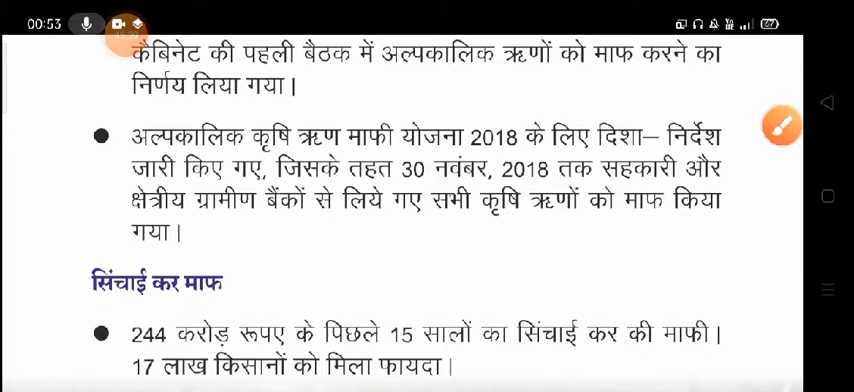 00:53
कैबिनेट की पहली बैठक में अल्पकालिक ऋणों को माफ करने का
निर्णय लिया गया।
● अल्पकालिक कृषि ऋण माफी योजना 2018 के लिए दिशा– निर्देश
जारी किए गए, जिसके तहत 30 नवंबर, 2018 तक सहकारी और
क्षेत्रीय ग्रामीण बैंकों से लिये गए सभी कृषि ऋणों को माफ किया
गया।
सिंचाई कर माफ
● 244 करोड़ रूपए के पिछले 15 सालों का सिंचाई कर की माफी।
17 लाख किसानों को मिला फायदा।